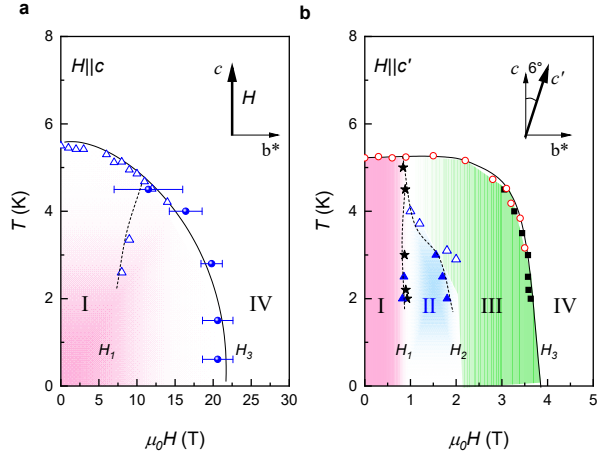 a
H||c
c
H
b*
8
6
4
2
0
T (K)
I
IV
H1
H3
0 5 10 15 20 25 30
μ0H (T)
b
H||c'
c 6° c'
b*
8
6
4
2
0
T (K)
I
II
III
IV
H1
H2
H3
0 1 2 3 4 5
μ0H (T)